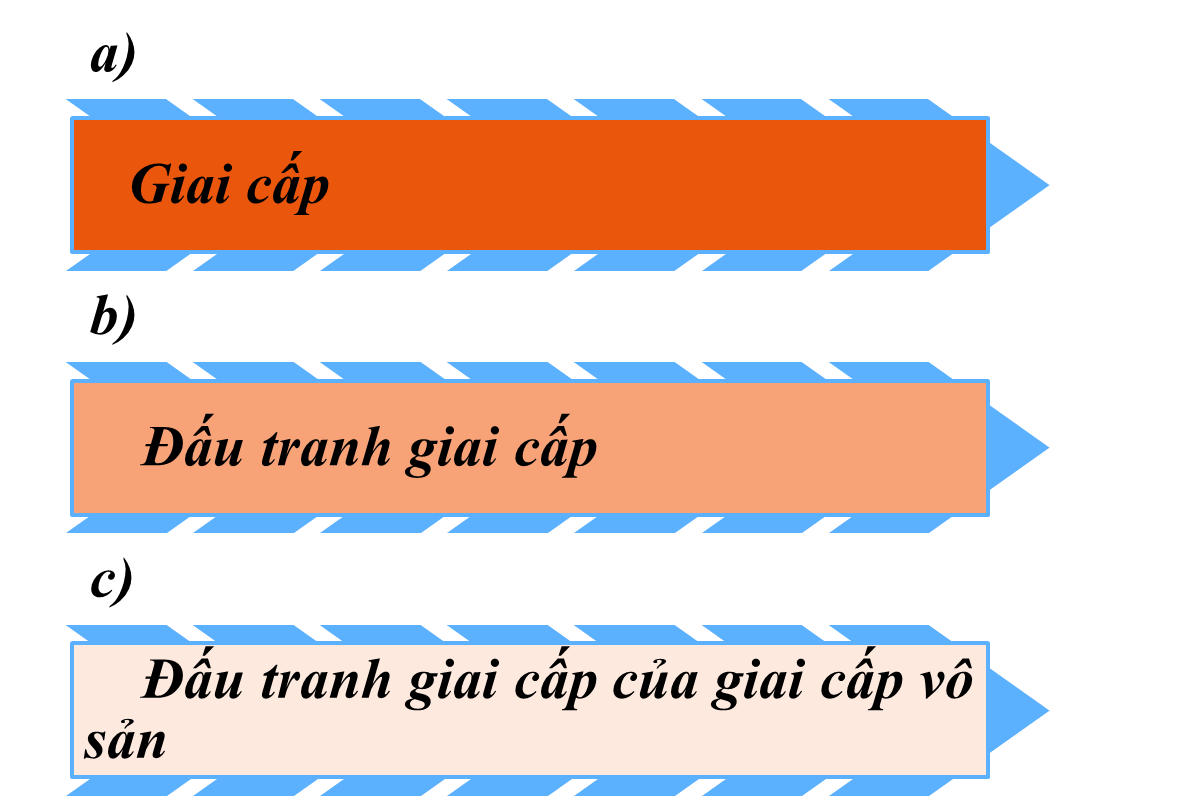 a)
Giai cấp
b)
Đấu tranh giai cấp
c)
Đấu tranh giai cấp của giai cấp vô
sản